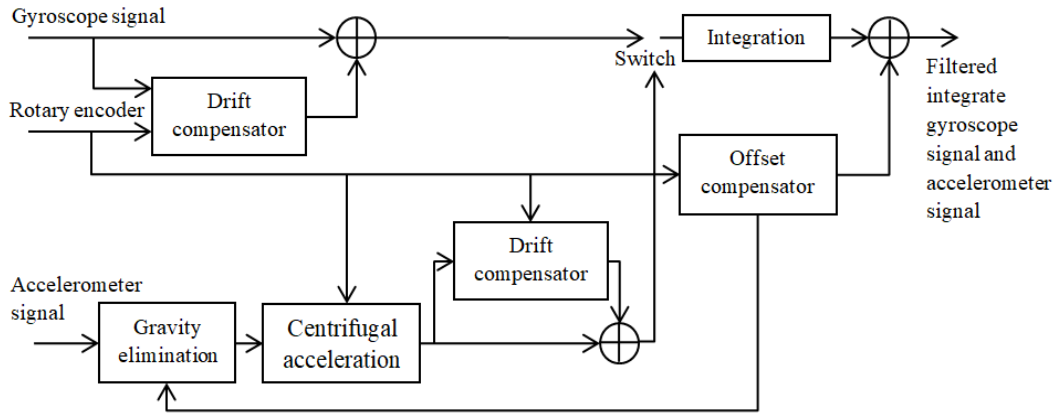 Gyroscope signal
Integration
Switch
Filtered
integrate
gyroscope
signal and
accelerometer
signal
Rotary encoder
Drift
compensator
Offset
compensator
Drift
compensator
Accelerometer
signal
Gravity
elimination
Centrifugal
acceleration